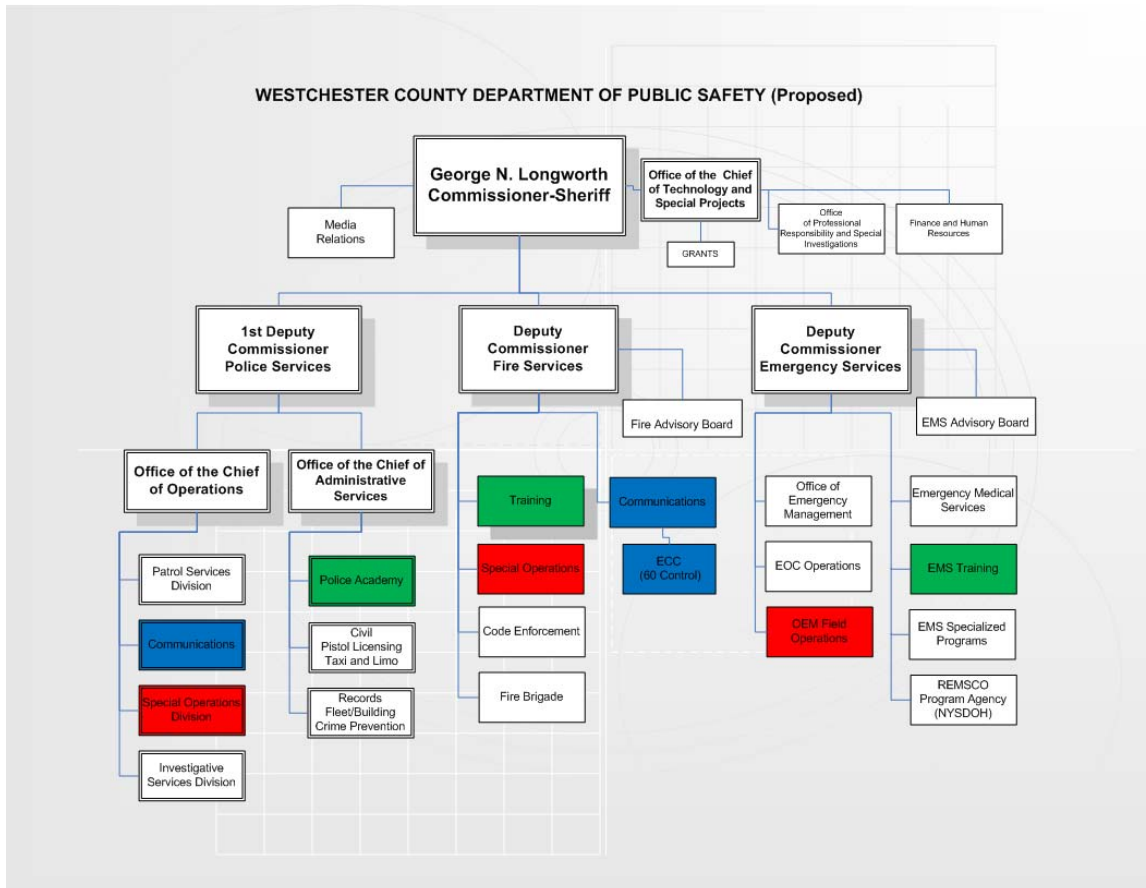 WESTCHESTER COUNTY DEPARTMENT OF PUBLIC SAFETY (Proposed)
George N. Longworth
Commissioner-Sheriff
Office of the Chief
of Technology and
Special Projects
Media
Relations
GRANTS
Office
of Professional
Responsibility and Special
Investigations
Finance and Human
Resources
1st Deputy
Commissioner
Police Services
Deputy
Commissioner
Fire Services
Deputy
Commissioner
Emergency Services
Fire Advisory Board
EMS Advisory Board
Office of the Chief
of Operations
Office of the Chief of
Administrative
Services
Patrol Services
Division
Communications
Special Operations
Division
Investigative
Services Division
Police Academy
Civil
Pistol Licensing
Taxi and Limo
Records
Fleet/Building
Crime Prevention
Training
Special Operations
Code Enforcement
Fire Brigade
Communications
ECC
(60 Control)
Office of
Emergency
Management
EOC Operations
OEM Field
Operations
Emergency Medical
Services
EMS Training
EMS Specialized
Programs
REMSCO
Program Agency
(NYSDOH)